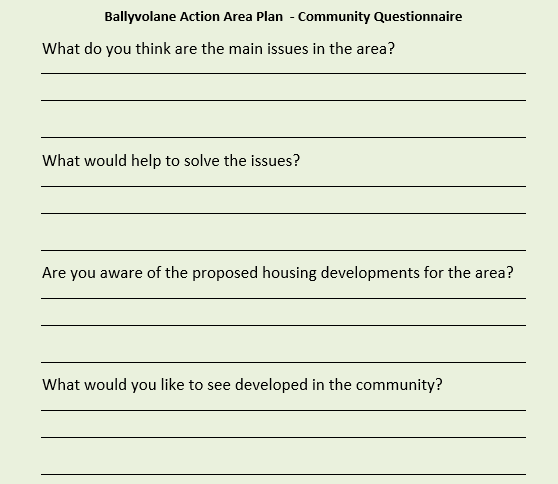 Ballyvolane Action Area Plan - Community Questionnaire
What do you think are the main issues in the area?
What would help to solve the issues?
Are you aware of the proposed housing developments for the area?
What would you like to see developed in the community?